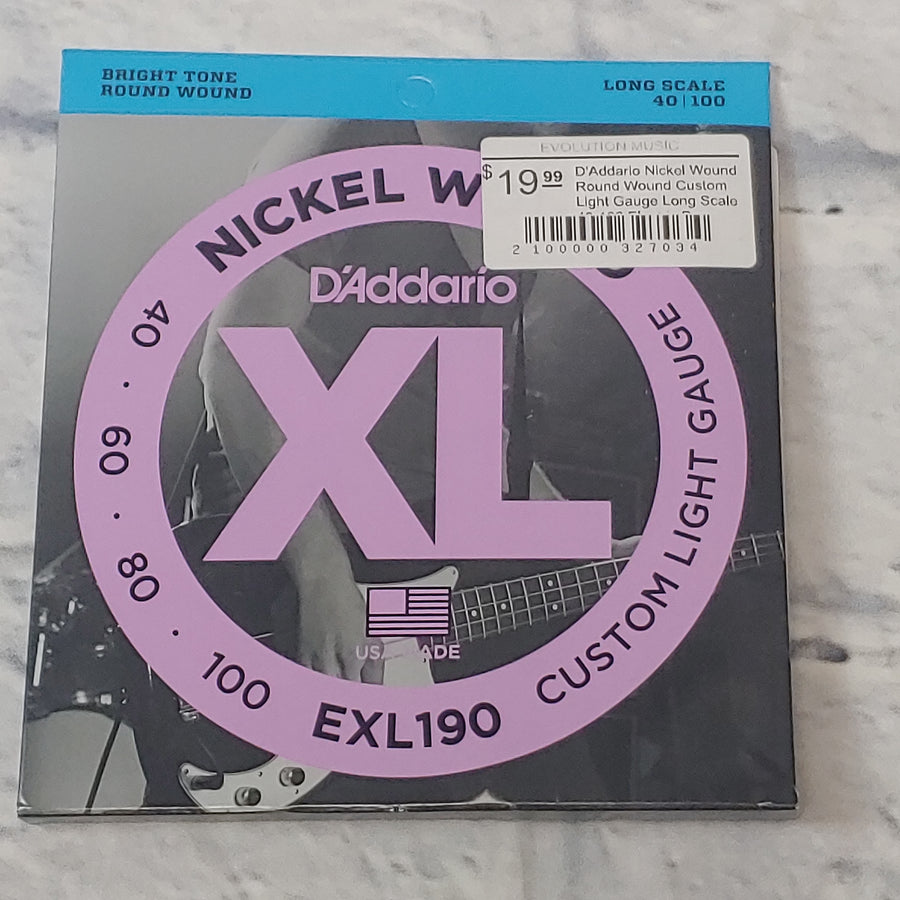 BRIGHT TONE
ROUND WOUND
LONG SCALE
40 | 100
EVOLUTION MUSIC
$19.99
D'Addario Nickel Wound
Round Wound Custom
Light Gauge Long Scale
2 100000 327034
NICKEL
D'Addario
XL
40 · 60 · 80 · 100
EXL190
CUSTOM LIGHT GAUGE